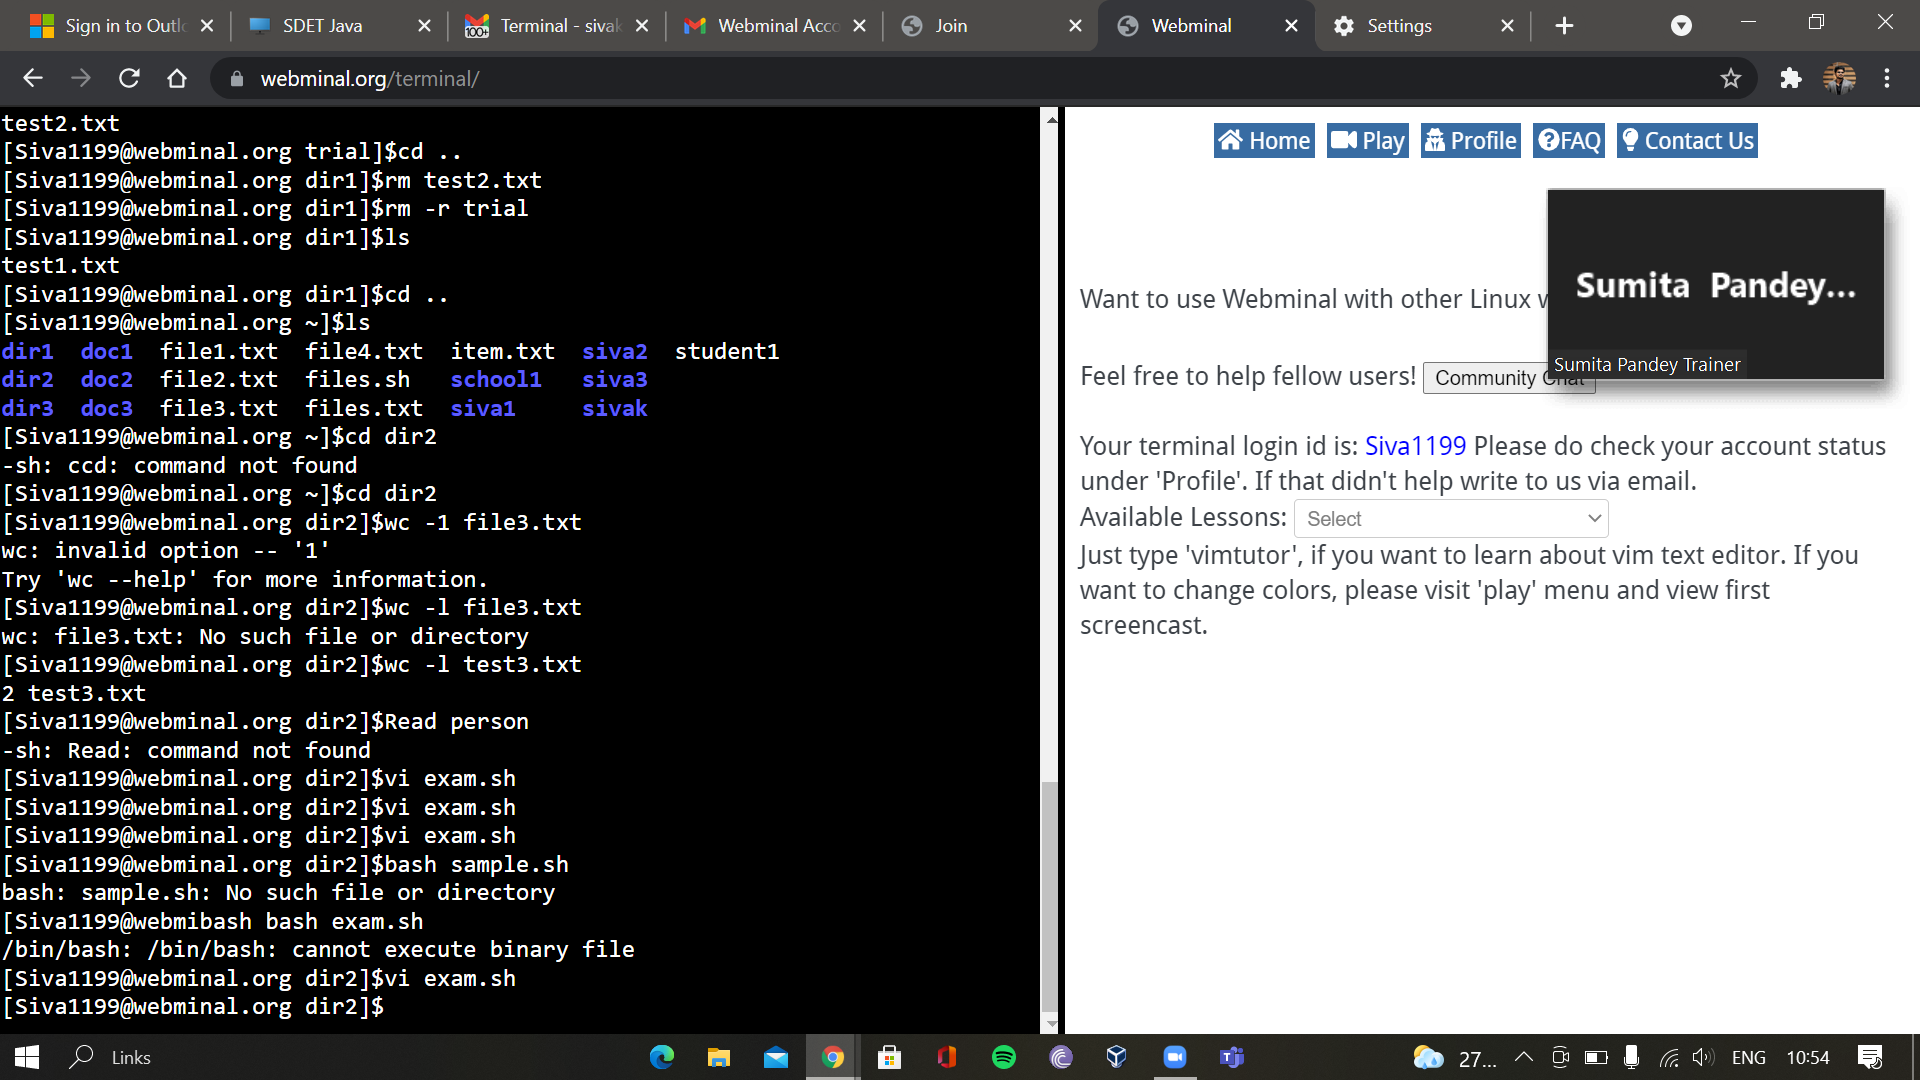 Sign in to Outlo
SDET Java
100+
Terminal - sivak
Webminal Acco
Join
Webminal
Settings
webminal.org/terminal/
test2.txt
[Siva1199@webminal.org trial]$cd ..
[Siva1199@webminal.org dir1]$rm test2.txt
[Siva1199@webminal.org dir1]$rm -r trial
[Siva1199@webminal.org dir1]$ls
test1.txt
[Siva1199@webminal.org dir1]$cd ..
[Siva1199@webminal.org ~]$ls
dir1 doc1 file1.txt file4.txt item.txt siva2 student1
dir2 doc2 file2.txt files.sh school1 siva3
dir3 doc3 file3.txt files.txt siva1 sivak
[Siva1199@webminal.org ~]$cd dir2
-sh: ccd: command not found
[Siva1199@webminal.org ~]$cd dir2
[Siva1199@webminal.org dir2]$wc -1 file3.txt
wc: invalid option -- '1'
Try 'wc --help' for more information.
[Siva1199@webminal.org dir2]$wc -l file3.txt
wc: file3.txt: No such file or directory
[Siva1199@webminal.org dir2]$wc -l test3.txt
2 test3.txt
[Siva1199@webminal.org dir2]$Read person
-sh: Read: command not found
[Siva1199@webminal.org dir2]$vi exam.sh
[Siva1199@webminal.org dir2]$vi exam.sh
[Siva1199@webminal.org dir2]$vi exam.sh
[Siva1199@webminal.org dir2]$bash sample.sh
bash: sample.sh: No such file or directory
[Siva1199@webmibash bash exam.sh
/bin/bash: /bin/bash: cannot execute binary file
[Siva1199@webminal.org dir2]$vi exam.sh
[Siva1199@webminal.org dir2]$
Home Play Profile FAQ Contact Us
Want to use Webminal with other Linux w
Sumita Pandey...
Sumita Pandey Trainer
Feel free to help fellow users! Community Chat
Your terminal login id is: Siva1199 Please do check your account status
under 'Profile'. If that didn't help write to us via email.
Available Lessons: Select
Just type 'vimtutor', if you want to learn about vim text editor. If you
want to change colors, please visit 'play' menu and view first
screencast.
Links
27...
ENG
10:54